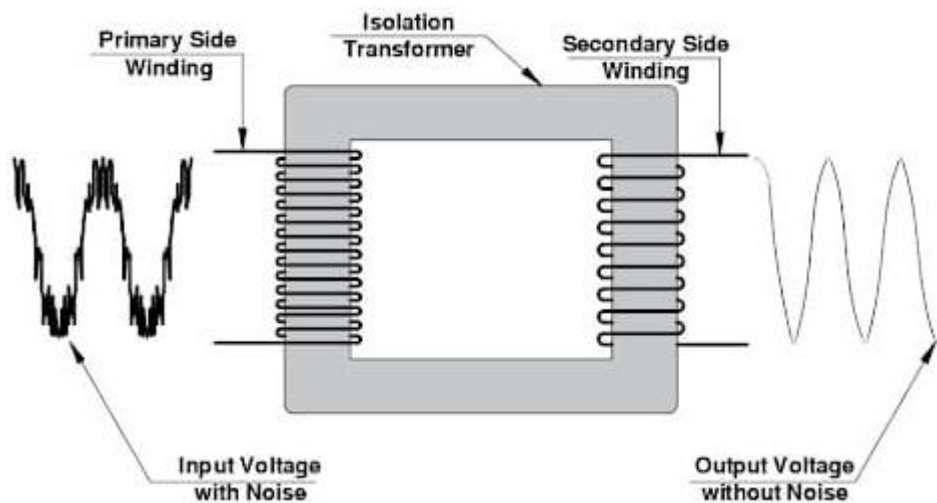 Isolation
Transformer
Primary Side
Winding
Secondary Side
Winding
Input Voltage
with Noise
Output Voltage
without Noise